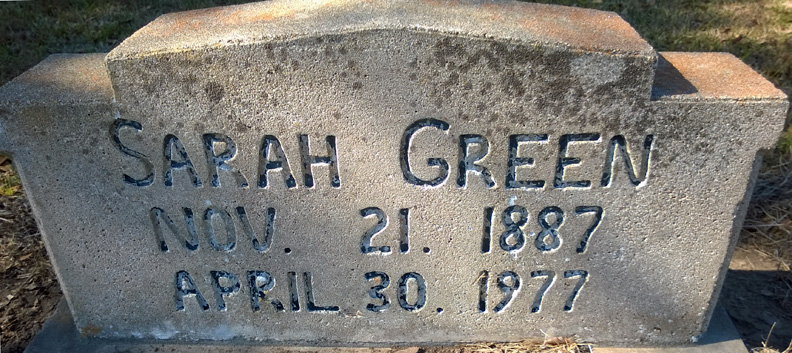 SARAH GREEN
NOV. 21. 1887
APRIL 30. 1977